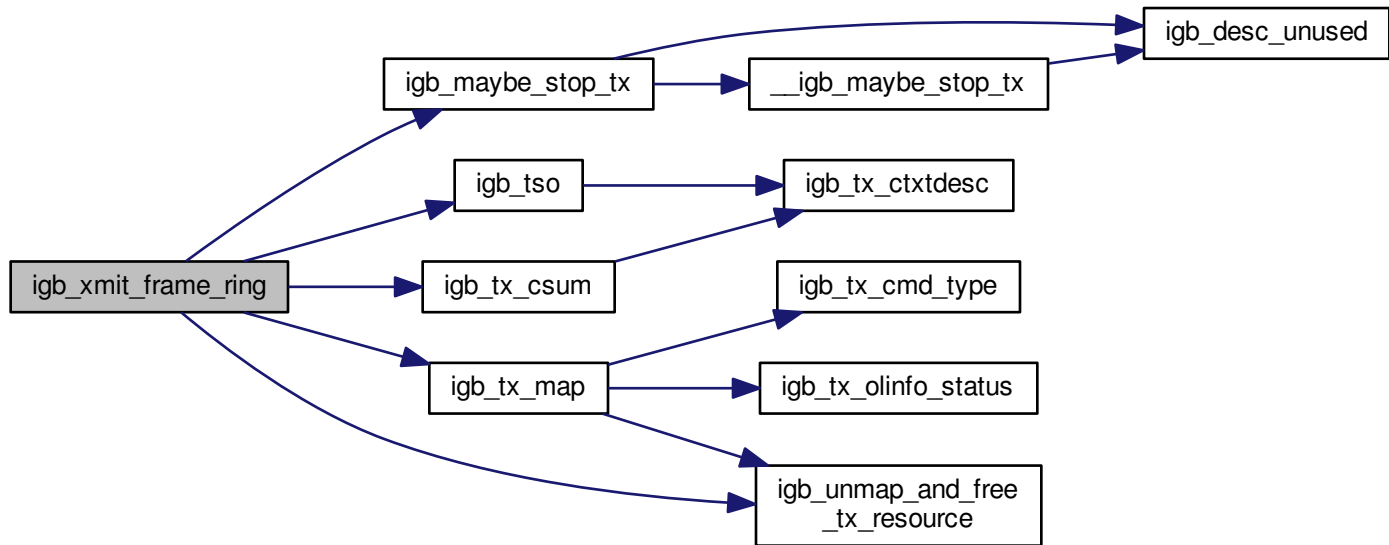 igb_desc_unused
igb_maybe_stop_tx
__igb_maybe_stop_tx
igb_tso
igb_tx_ctxtdesc
igb_xmit_frame_ring
igb_tx_csum
igb_tx_cmd_type
igb_tx_map
igb_tx_olinfo_status
igb_unmap_and_free
_tx_resource